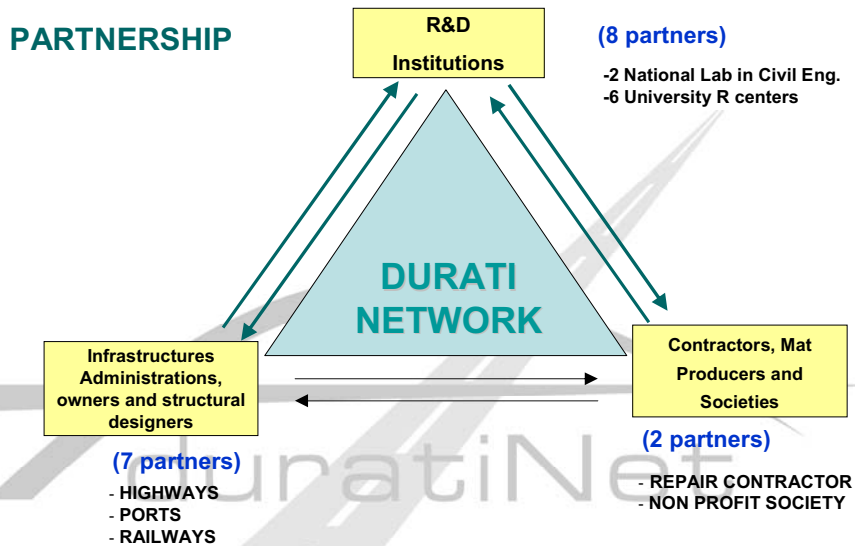 PARTNERSHIP
R&D
Institutions
(8 partners)
-2 National Lab in Civil Eng.
-6 University R centers
DURATI
NETWORK
Infrastructures
Administrations,
owners and structural
designers
Contractors, Mat
Producers and
Societies
(7 partners)
- HIGHWAYS
- PORTS
- RAILWAYS
(2 partners)
- REPAIR CONTRACTOR
- NON PROFIT SOCIETY
duratiNet